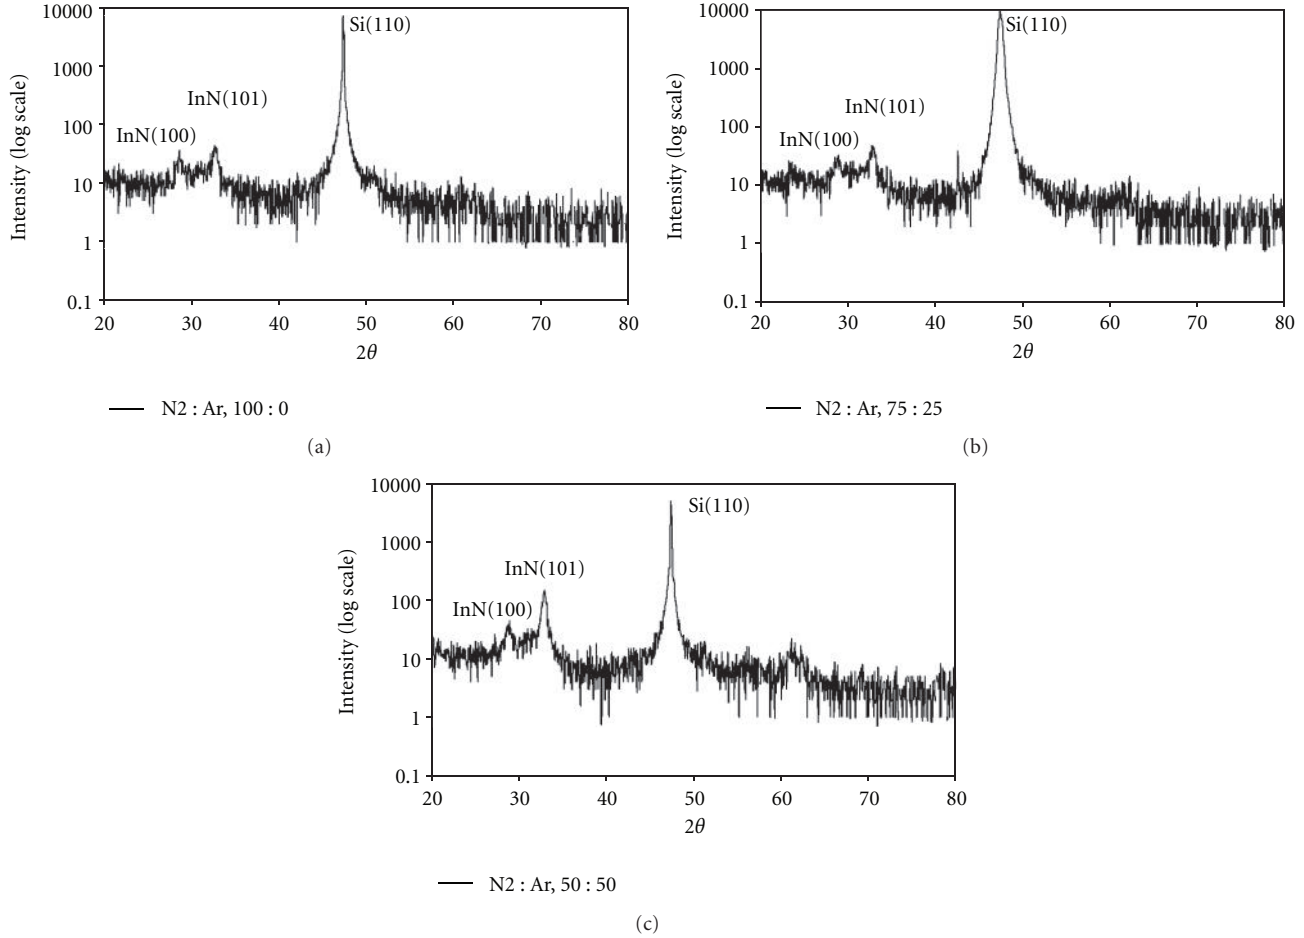 10000
1000
100
10
1
0.1
Intensity (log scale)
Si(110)
InN(101)
InN(100)
20 30 40 50 60 70 80
2θ
N2 : Ar, 100 : 0
(a)
10000
1000
100
10
1
0.1
Intensity (log scale)
Si(110)
InN(101)
InN(100)
20 30 40 50 60 70 80
2θ
N2 : Ar, 75 : 25
(b)
10000
1000
100
10
1
0.1
Intensity (log scale)
Si(110)
InN(101)
InN(100)
20 30 40 50 60 70 80
2θ
N2 : Ar, 50 : 50
(c)